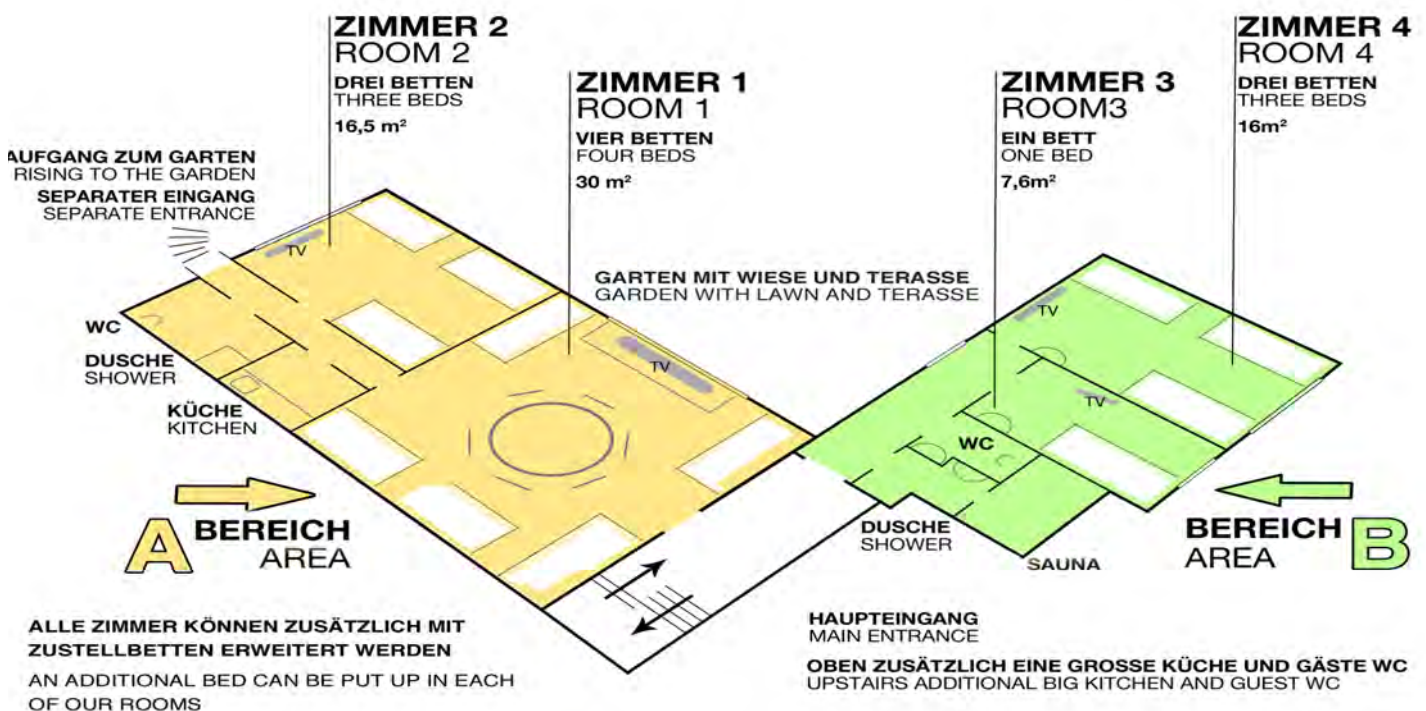 ZIMMER 2
ROOM 2
DREI BETTEN
THREE BEDS
16,5 m²
ZIMMER 1
ROOM 1
VIER BETTEN
FOUR BEDS
30 m²
ZIMMER 3
ROOM3
EIN BETT
ONE BED
7,6m²
ZIMMER 4
ROOM 4
DREI BETTEN
THREE BEDS
16m²
AUFGANG ZUM GARTEN
RISING TO THE GARDEN
SEPARATER EINGANG
SEPARATE ENTRANCE
TV
GARTEN MIT WIESE UND TERASSE
GARDEN WITH LAWN AND TERASSE
TV
WC
DUSCHE
SHOWER
TV
KÜCHE
KITCHEN
TV
WC
A BEREICH
AREA
DUSCHE
SHOWER
SAUNA
BEREICH B
AREA
ALLE ZIMMER KÖNNEN ZUSÄTZLICH MIT
ZUSTELLBETTEN ERWEITERT WERDEN
AN ADDITIONAL BED CAN BE PUT UP IN EACH
OF OUR ROOMS
HAUPTEINGANG
MAIN ENTRANCE
OBEN ZUSÄTZLICH EINE GROSSE KÜCHE UND GÄSTE WC
UPSTAIRS ADDITIONAL BIG KITCHEN AND GUEST WC